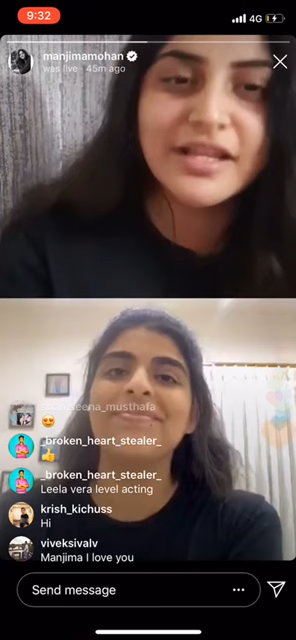 9:32
4G
manjimamohan
was live · 45m ago
eena_musthafa
😍
_broken_heart_stealer_
👍
_broken_heart_stealer_
Leela vera level acting
krish_kichuss
Hi
viveksivalv
Manjima I love you
Send message